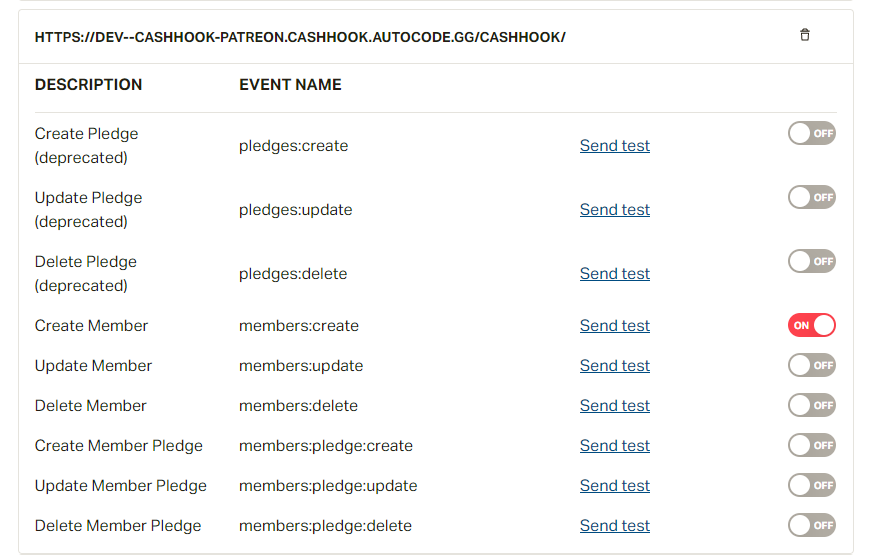 HTTPS://DEV--CASHHOOK-PATREON.CASHHOOK.AUTOCODE.GG/CASHHOOK/
DESCRIPTION EVENT NAME
Create Pledge
(deprecated) pledges:create Send test OFF
Update Pledge
(deprecated) pledges:update Send test OFF
Delete Pledge
(deprecated) pledges:delete Send test OFF
Create Member members:create Send test ON
Update Member members:update Send test OFF
Delete Member members:delete Send test OFF
Create Member Pledge members:pledge:create Send test OFF
Update Member Pledge members:pledge:update Send test OFF
Delete Member Pledge members:pledge:delete Send test OFF